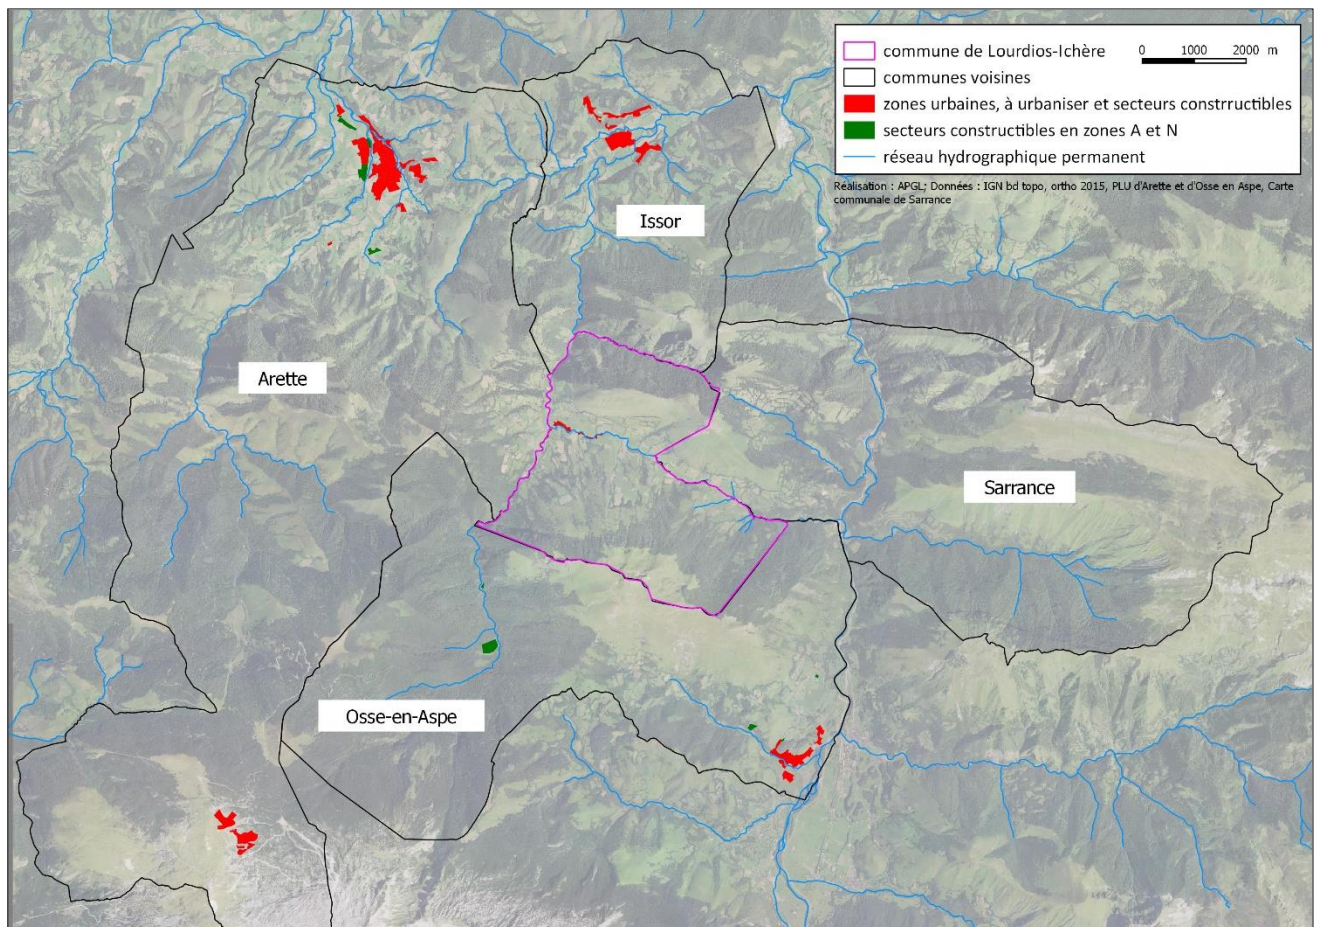 commune de Lourdios-Ichère
0 1000 2000 m
communes voisines
zones urbaines, à urbaniser et secteurs constrructibles
secteurs constructibles en zones A et N
réseau hydrographique permanent
Réalisation : APGL; Données : IGN bd topo, ortho 2015, PLU d'Arette et d'Osse en Aspe, Carte
communale de Sarrance
Issor
Arette
Sarrance
Osse-en-Aspe